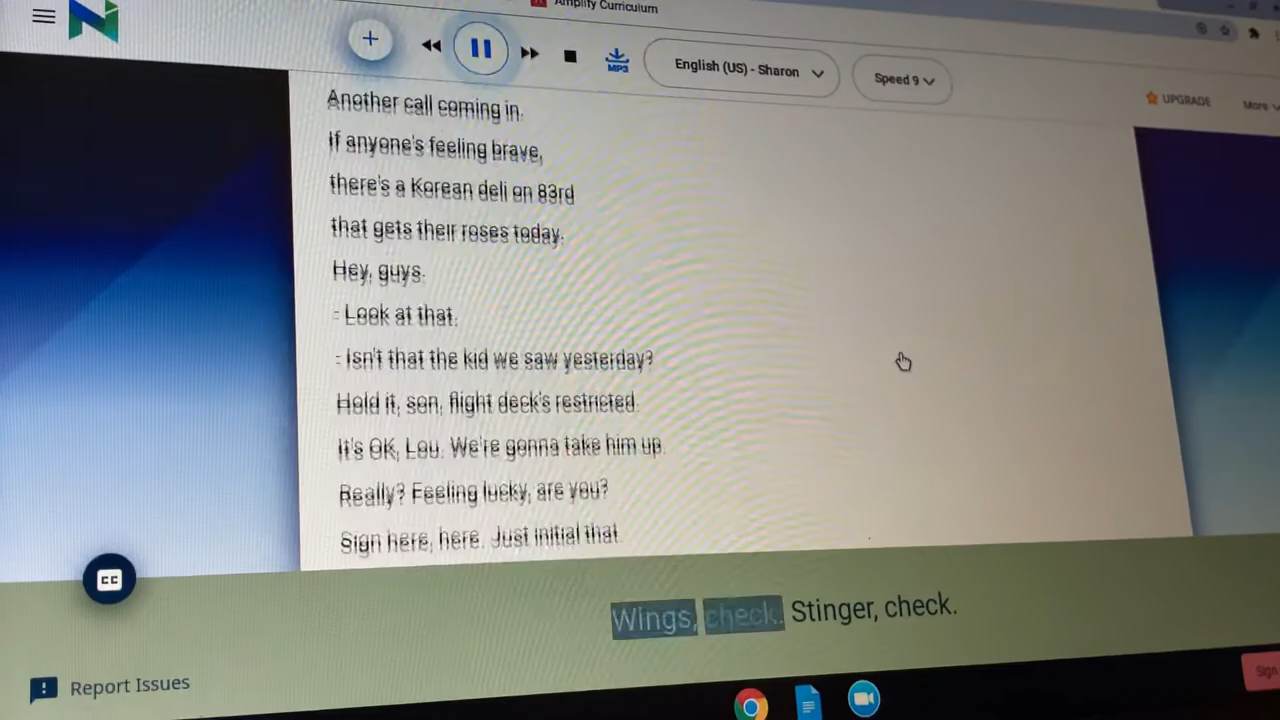 Amplify Curriculum
MP3
English (US) - Sharon
Speed 9
UPGRADE
More
Another call coming in.
If anyone's feeling brave,
there's a Korean deli on 83rd
that gets their roses today.
Hey, guys.
- Look at that.
- Isn't that the kid we saw yesterday?
Hold it, son, flight deck's restricted.
It's OK, Lou. We're gonna take him up.
Really? Feeling lucky, are you?
Sign here, here. Just initial that
CC
Wings, check. Stinger, check.
Report Issues
Sign